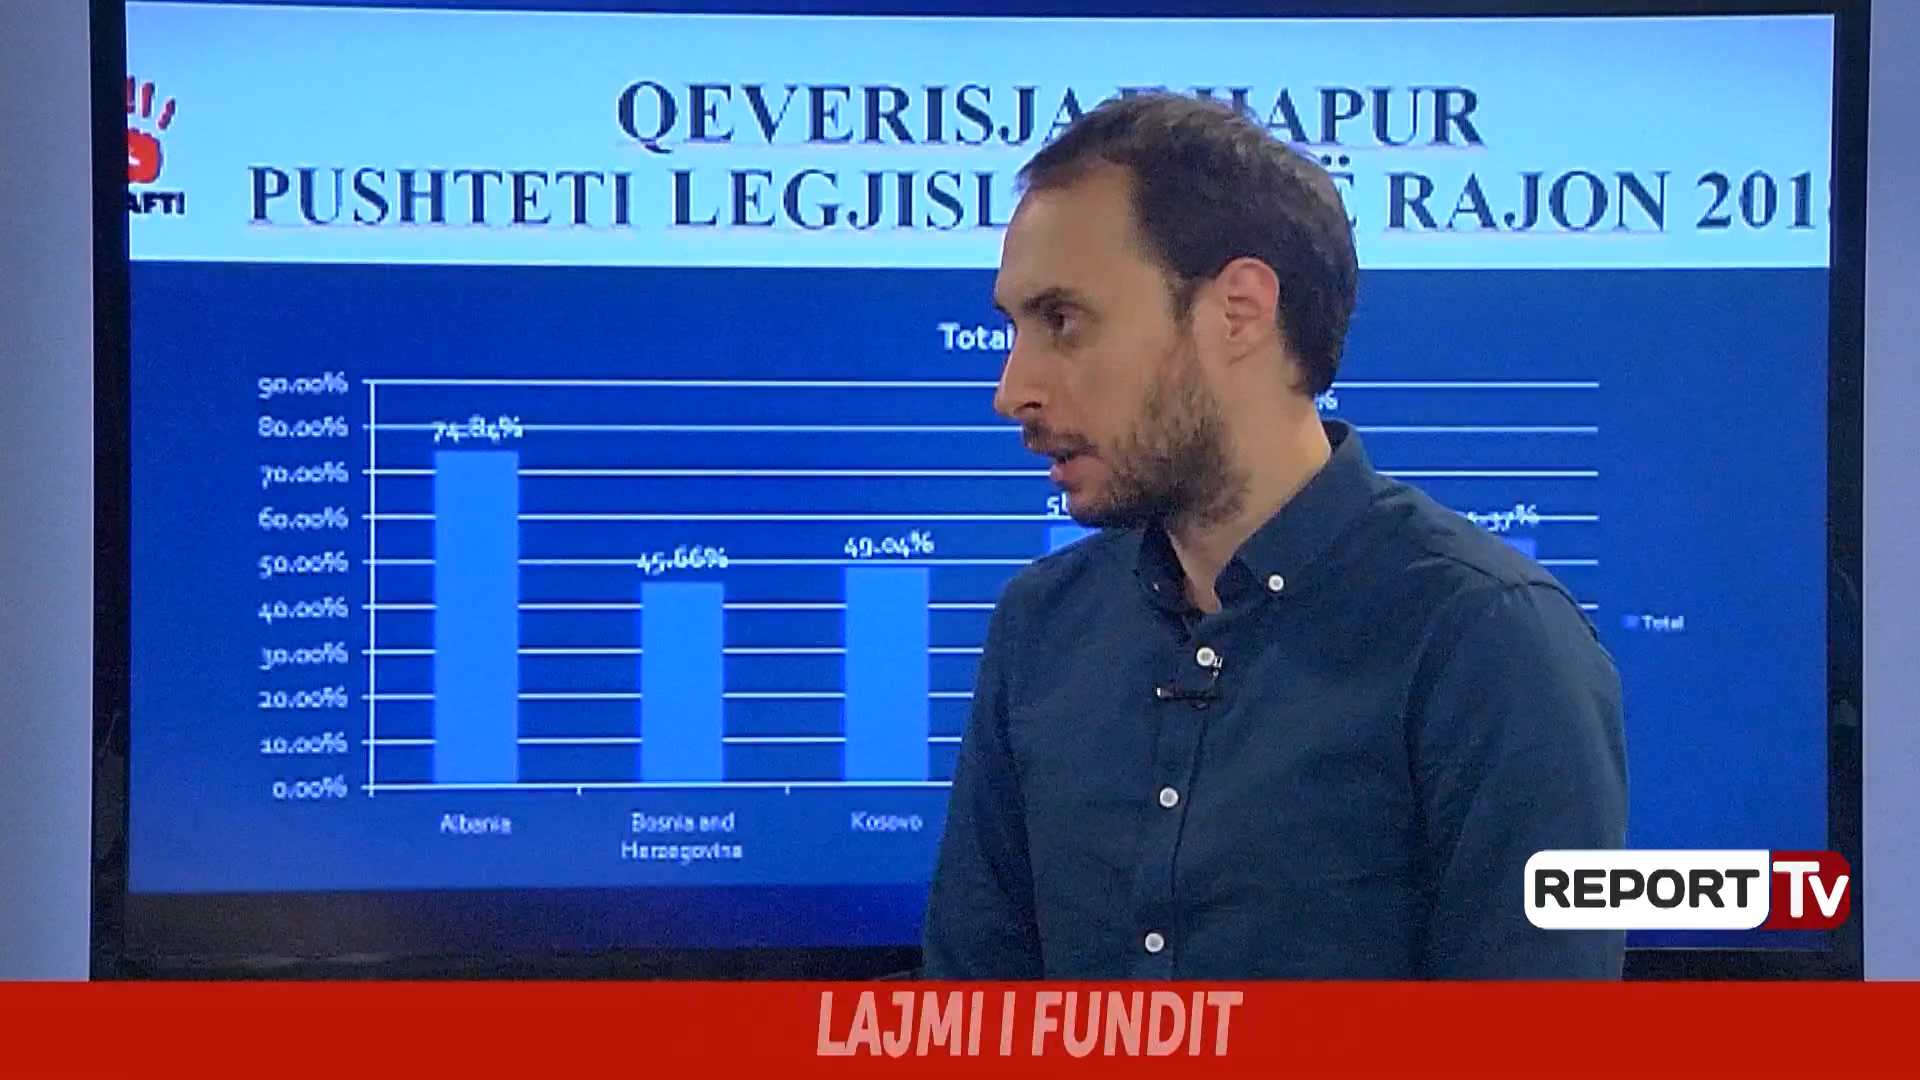 QEVERISJA HAPUR
PUSHTETI LEGJISL Ë RAJON 201
AFTI
Total
90.00%
80.00%
70.00%
60.00%
50.00%
40.00%
30.00%
20.00%
10.00%
0.00%
74.84%
45.66%
49.04%
Albania
Bosnia and
Herzegovina
Kosovo
Total
REPORT Tv
LAJMI I FUNDIT